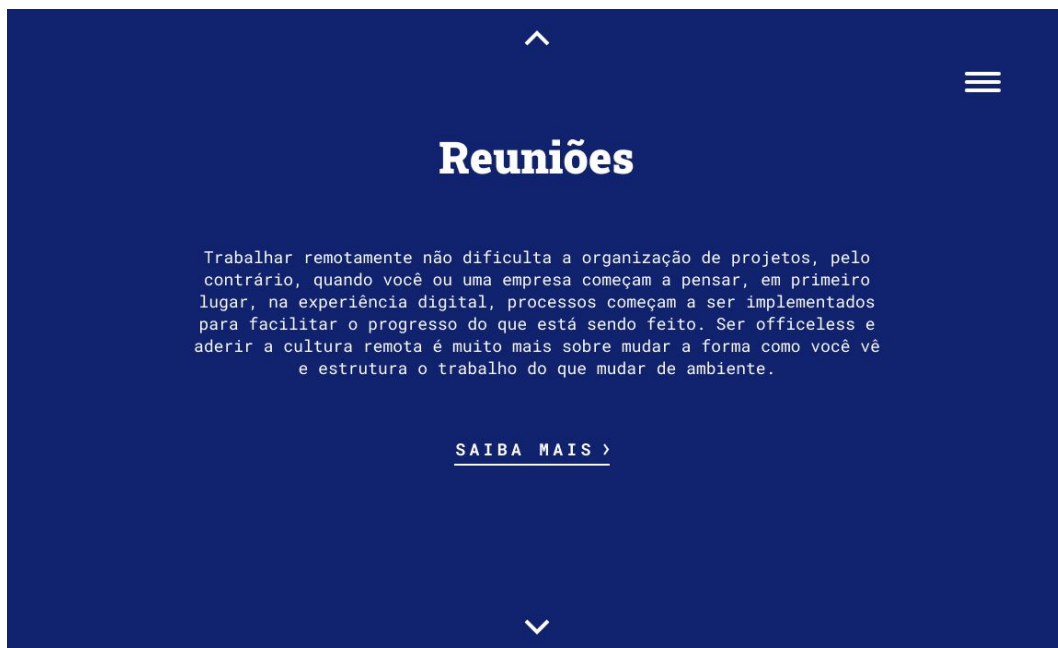 Reuniões
Trabalhar remotamente não dificulta a organização de projetos, pelo
contrário, quando você ou uma empresa começam a pensar, em primeiro
lugar, na experiência digital, processos começam a ser implementados
para facilitar o progresso do que está sendo feito. Ser officeless e
aderir a cultura remota é muito mais sobre mudar a forma como você vê
e estrutura o trabalho do que mudar de ambiente.
SAIBA MAIS ›